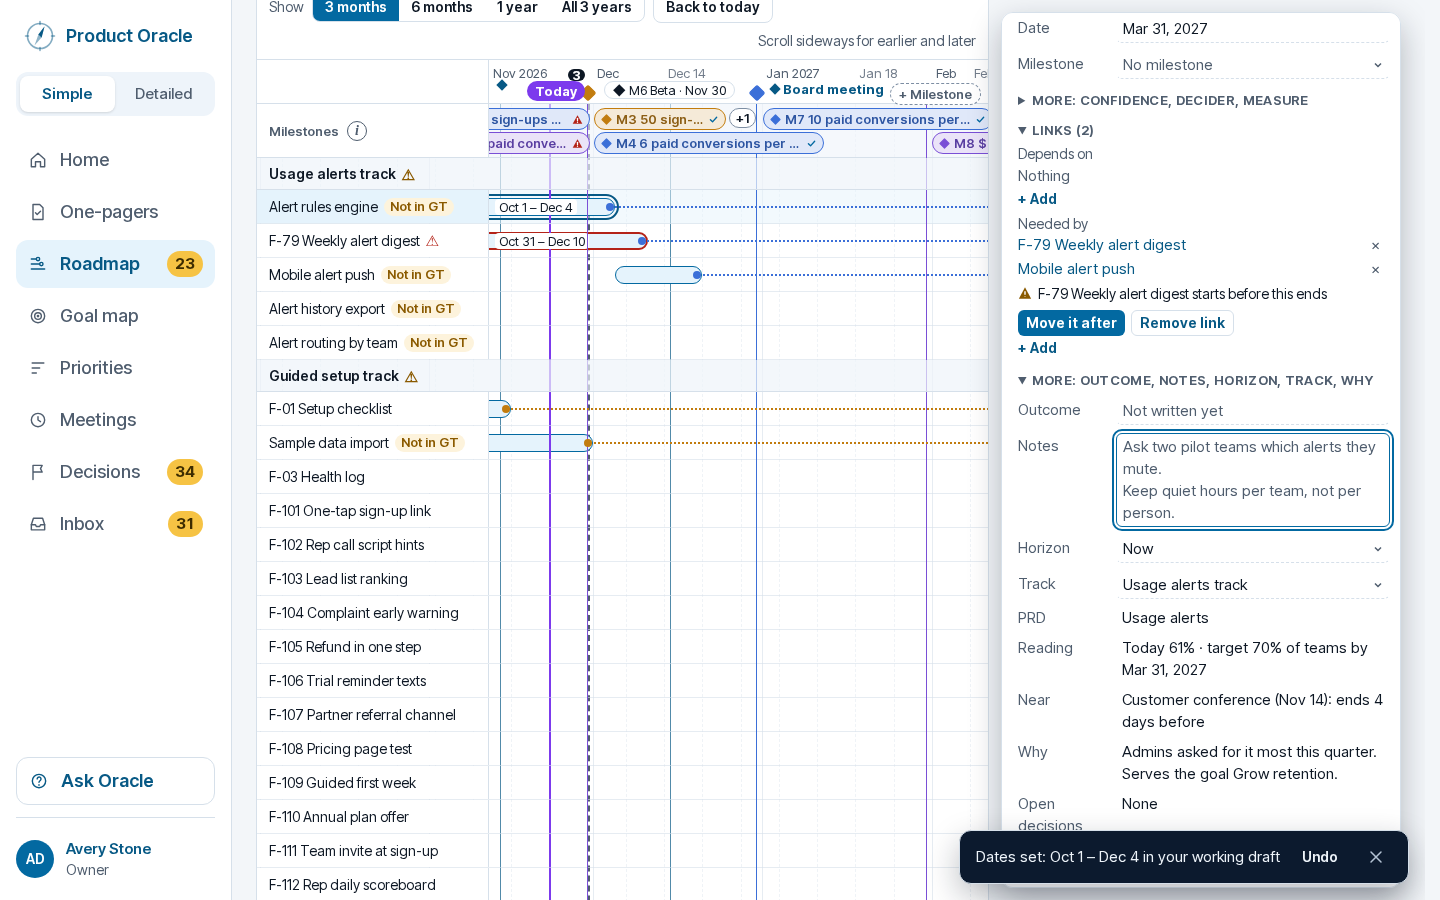 Product Oracle
Simple
Detailed
Home
One-pagers
Roadmap 23
Goal map
Priorities
Meetings
Decisions 34
Inbox 31
Ask Oracle
AD
Avery Stone
Owner
Show
3 months
6 months
1 year
All 3 years
Back to today
Scroll sideways for earlier and later
Nov 2026
3
Dec
Dec 14
Jan 2027
Jan 18
Feb
Fe
Today
M6 Beta · Nov 30
Board meeting
+ Milestone
Milestones i
sign-ups ...
M3 50 sign-...
+1
M7 10 paid conversions per...
paid conve...
M4 6 paid conversions per ...
M8 $
Usage alerts track
Alert rules engine Not in GT
Oct 1 – Dec 4
F-79 Weekly alert digest
Oct 31 – Dec 10
Mobile alert push Not in GT
Alert history export Not in GT
Alert routing by team Not in GT
Guided setup track
F-01 Setup checklist
Sample data import Not in GT
F-03 Health log
F-101 One-tap sign-up link
F-102 Rep call script hints
F-103 Lead list ranking
F-104 Complaint early warning
F-105 Refund in one step
F-106 Trial reminder texts
F-107 Partner referral channel
F-108 Pricing page test
F-109 Guided first week
F-110 Annual plan offer
F-111 Team invite at sign-up
F-112 Rep daily scoreboard
Date Mar 31, 2027
Milestone No milestone
MORE: CONFIDENCE, DECIDER, MEASURE
LINKS (2)
Depends on
Nothing
+ Add
Needed by
F-79 Weekly alert digest ×
Mobile alert push ×
F-79 Weekly alert digest starts before this ends
Move it after
Remove link
+ Add
MORE: OUTCOME, NOTES, HORIZON, TRACK, WHY
Outcome Not written yet
Notes Ask two pilot teams which alerts they
mute.
Keep quiet hours per team, not per
person.
Horizon Now
Track Usage alerts track
PRD Usage alerts
Reading Today 61% · target 70% of teams by
Mar 31, 2027
Near Customer conference (Nov 14): ends 4
days before
Why Admins asked for it most this quarter.
Serves the goal Grow retention.
Open None
decisions
Dates set: Oct 1 – Dec 4 in your working draft
Undo